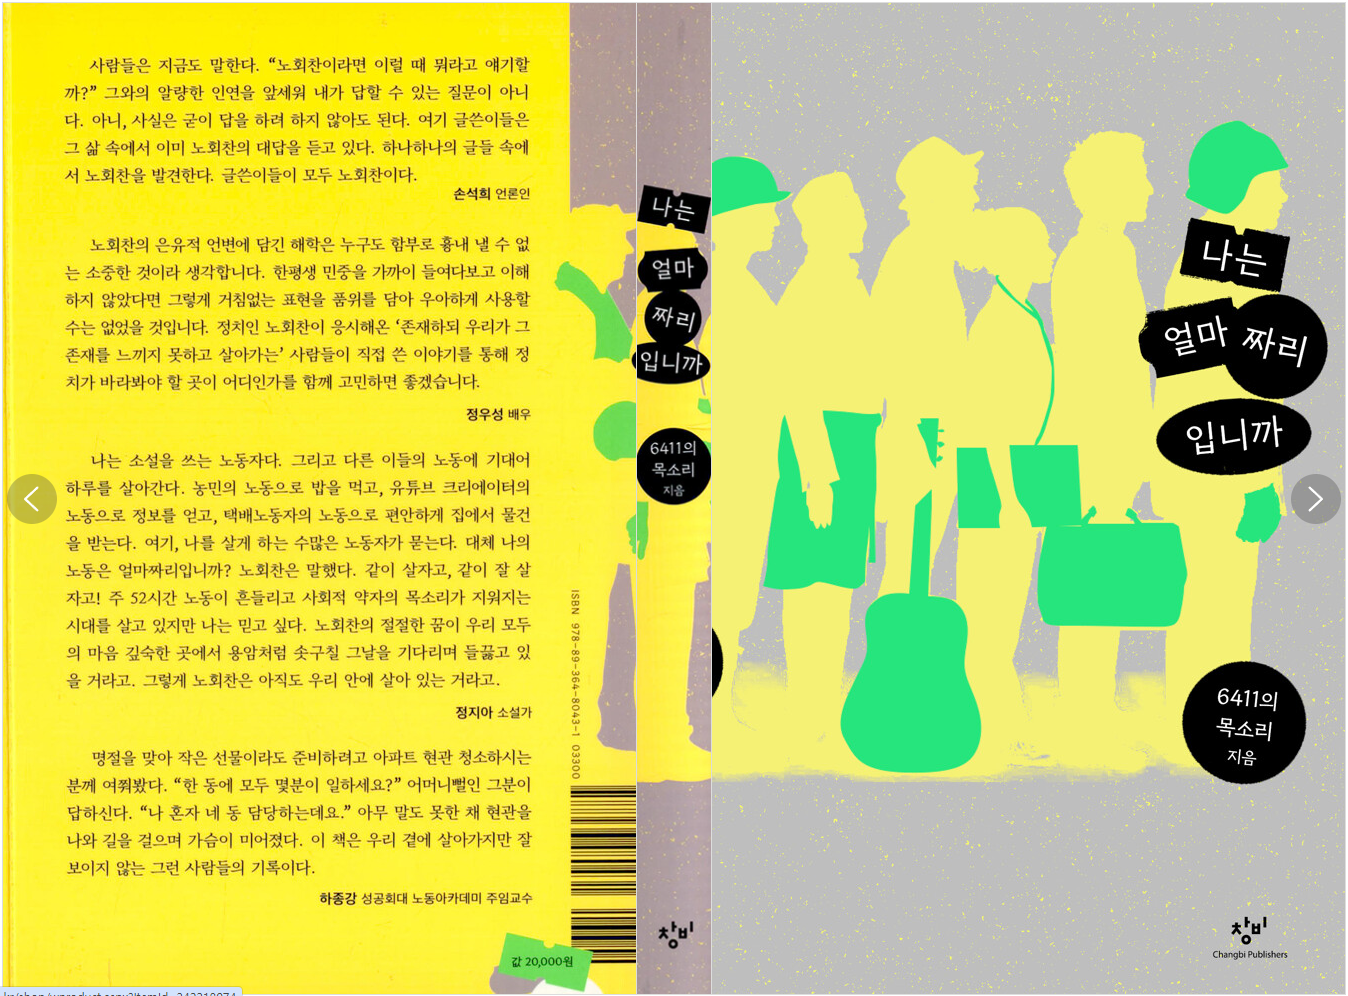 사람들은 지금도 말한다. “노회찬이라면 이럴 때 뭐라고 얘기할
까?” 그와의 알량한 인연을 앞세워 내가 답할 수 있는 질문이 아니
다. 아니, 사실은 굳이 답을 하려 하지 않아도 된다. 여기 글쓴이들은
그 삶 속에서 이미 노회찬의 대답을 듣고 있다. 하나하나의 글들 속에
서 노회찬을 발견한다. 글쓴이들이 모두 노회찬이다.
손석희 언론인
노회찬의 은유적 언변에 담긴 해학은 누구도 함부로 흉내 낼 수 없
는 소중한 것이라 생각합니다. 한평생 민중을 가까이 들여다보고 이해
하지 않았다면 그렇게 거침없는 표현을 품위를 담아 우아하게 사용할
수는 없었을 것입니다. 정치인 노회찬이 응시해온 ‘존재하되 우리가 그
존재를 느끼지 못하고 살아가는’ 사람들이 직접 쓴 이야기를 통해 정
치가 바라봐야 할 곳이 어디인가를 함께 고민하면 좋겠습니다.
정우성 배우
나는 소설을 쓰는 노동자다. 그리고 다른 이들의 노동에 기대어
하루를 살아간다. 농민의 노동으로 밥을 먹고, 유튜브 크리에이터의
노동으로 정보를 얻고, 택배노동자의 노동으로 편안하게 집에서 물건
을 받는다. 여기, 나를 살게 하는 수많은 노동자가 묻는다. 대체 나의
노동은 얼마짜리입니까? 노회찬은 말했다. 같이 살자고, 같이 잘 살
자고! 주 52시간 노동이 흔들리고 사회적 약자의 목소리가 지워지는
시대를 살고 있지만 나는 믿고 싶다. 노회찬의 절절한 꿈이 우리 모두
의 마음 깊숙한 곳에서 용암처럼 솟구칠 그날을 기다리며 들끓고 있
을 거라고. 그렇게 노회찬은 아직도 우리 안에 살아 있는 거라고.
정지아 소설가
명절을 맞아 작은 선물이라도 준비하려고 아파트 현관 청소하시는
분께 여쭤봤다. “한 동에 모두 몇분이 일하세요?” 어머니뻘인 그분이
답하신다. “나 혼자 네 동 담당하는데요.” 아무 말도 못한 채 현관을
나와 길을 걸으며 가슴이 미어졌다. 이 책은 우리 곁에 살아가지만 잘
보이지 않는 그런 사람들의 기록이다.
하종강 성공회대 노동아카데미 주임교수
ISBN 978-89-364-8043-1 03300
값 20,000원
나는
얼마
짜리
입니까
6411의
목소리
지음
창비
나는
얼마 짜리
입니까
6411의
목소리
지음
창비
Changbi Publishers